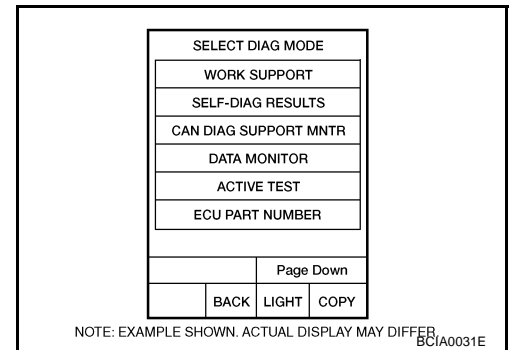 SELECT DIAG MODE
WORK SUPPORT
SELF-DIAG RESULTS
CAN DIAG SUPPORT MNTR
DATA MONITOR
ACTIVE TEST
ECU PART NUMBER
Page Down
BACK LIGHT COPY
NOTE: EXAMPLE SHOWN. ACTUAL DISPLAY MAY DIFFER.
BCIA0031E